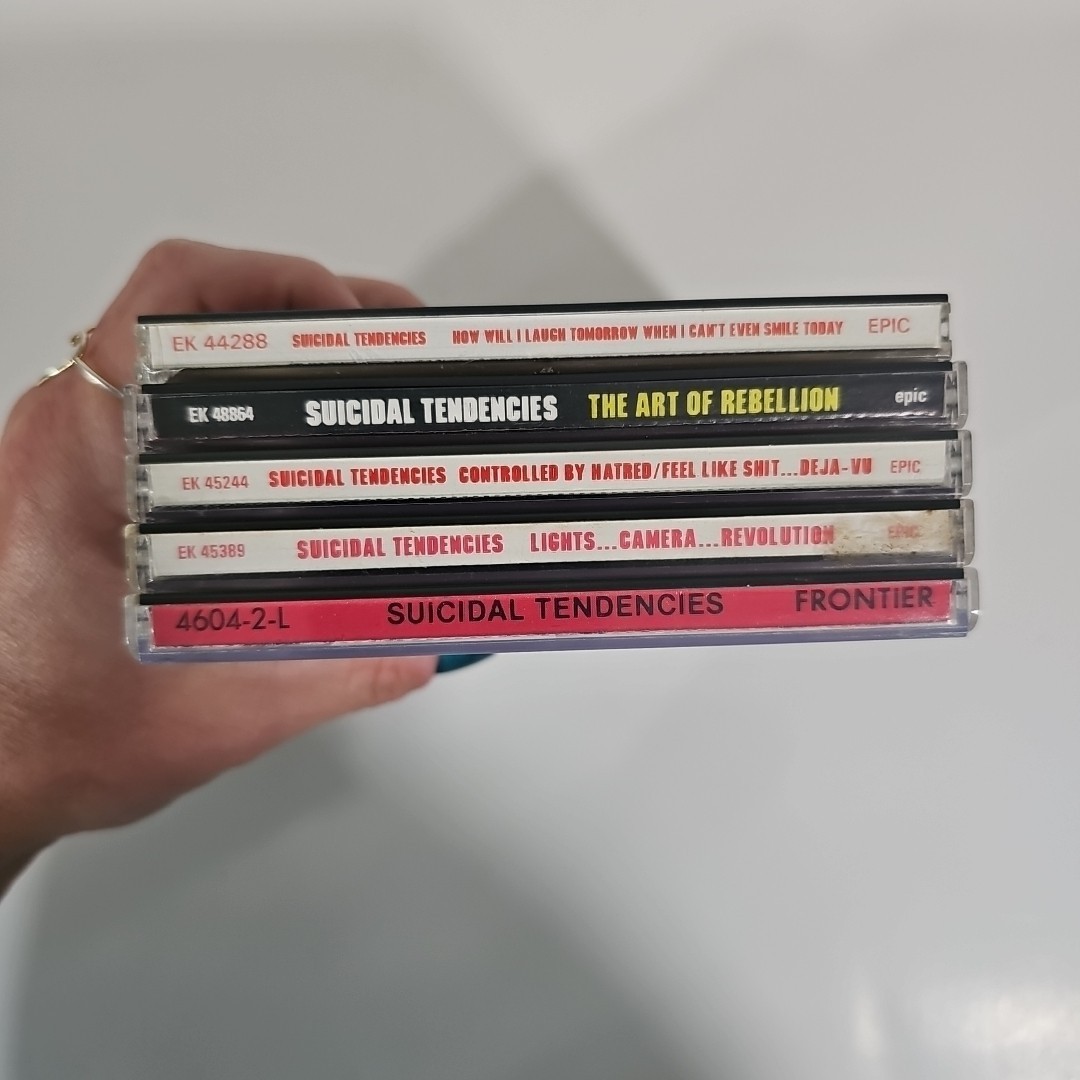 EK 44288 SUICIDAL TENDENCIES HOW WILL I LAUGH TOMORROW WHEN I CAN'T EVEN SMILE TODAY EPIC
EK 48864 SUICIDAL TENDENCIES THE ART OF REBELLION epic
EK 45244 SUICIDAL TENDENCIES CONTROLLED BY HATRED/FEEL LIKE SHIT...DEJA-VU EPIC
EK 45389 SUICIDAL TENDENCIES LIGHTS...CAMERA...REVOLUTION EPIC
4604-2-L SUICIDAL TENDENCIES FRONTIER